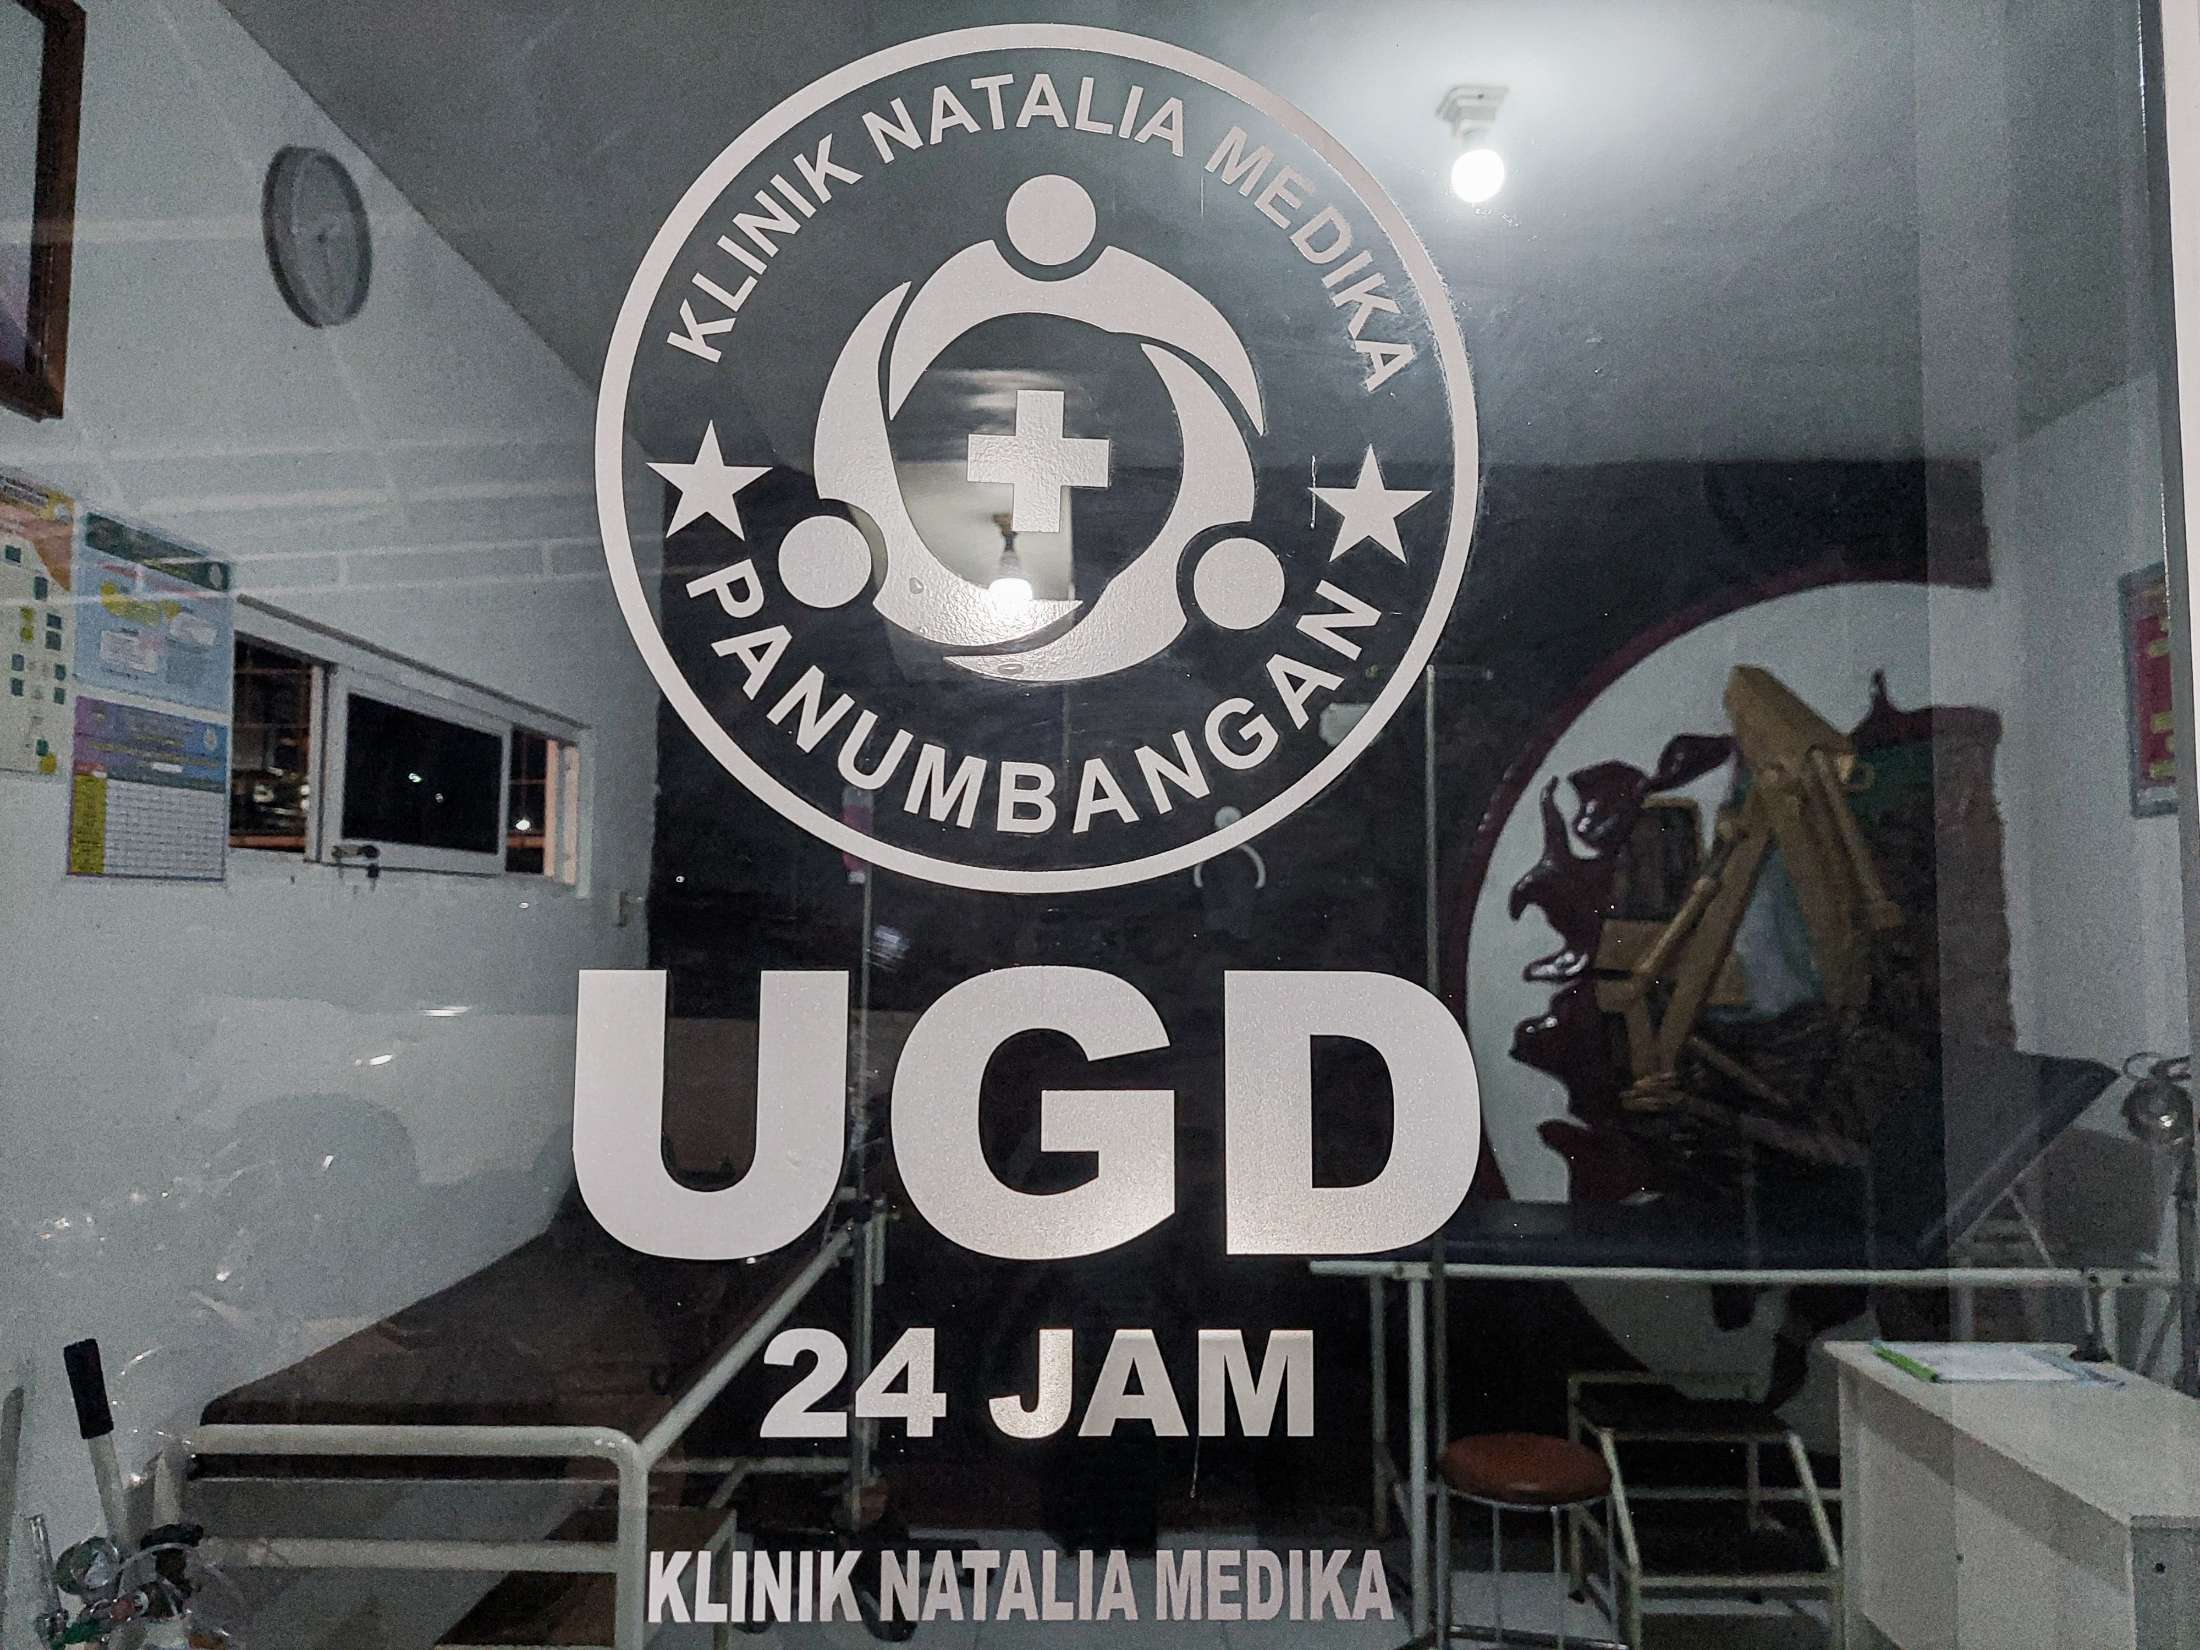 KLINIK NATALIA MEDIKA
PANUMBANGAN
UGD
24 JAM
KLINIK NATALIA MEDIKA